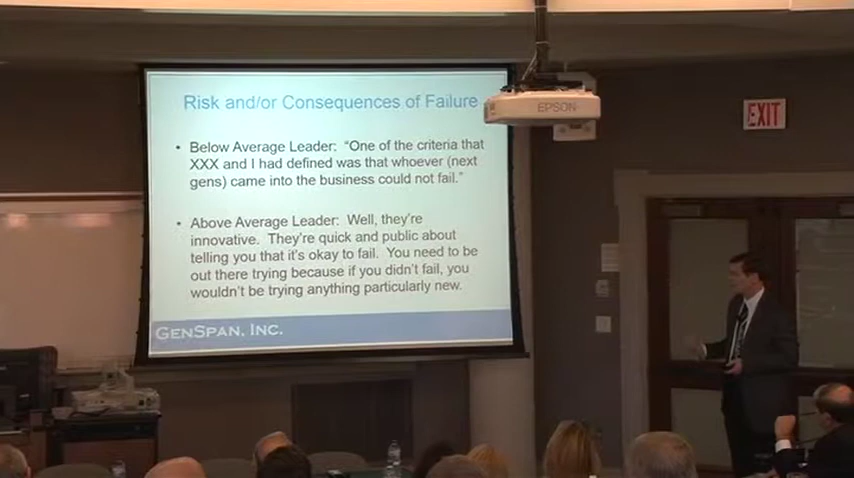 Risk and/or Consequences of Failure
EPSON
EXIT
• Below Average Leader: “One of the criteria that
XXX and I had defined was that whoever (next
gens) came into the business could not fail.”
• Above Average Leader: Well, they’re
innovative. They’re quick and public about
telling you that it’s okay to fail. You need to be
out there trying because if you didn’t fail, you
wouldn’t be trying anything particularly new.
GENSPAN, INC.